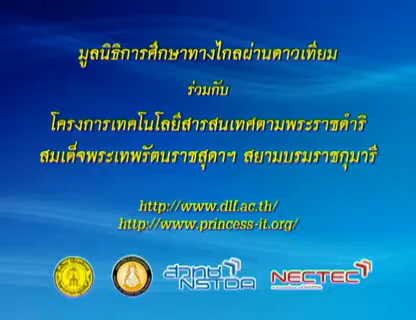 มูลนิธิการศึกษาทางไกลผ่านดาวเทียม
ร่วมกับ
โครงการเทคโนโลยีสารสนเทศตามพระราชดำริ
สมเด็จพระเทพรัตนราชสุดาฯ สยามบรมราชกุมารี
http://www.dlf.ac.th/
http://www.princess-it.org/
สวทช
NSTDA
NECTEC